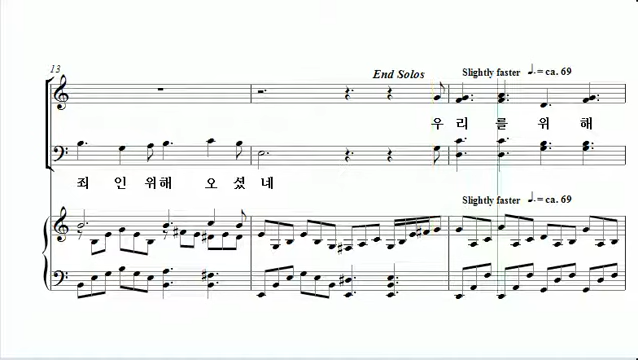 13
End Solos
Slightly faster ♩. = ca. 69
우 리 를 위 해
죄 인 위해 오 셨 네
Slightly faster ♩. = ca. 69